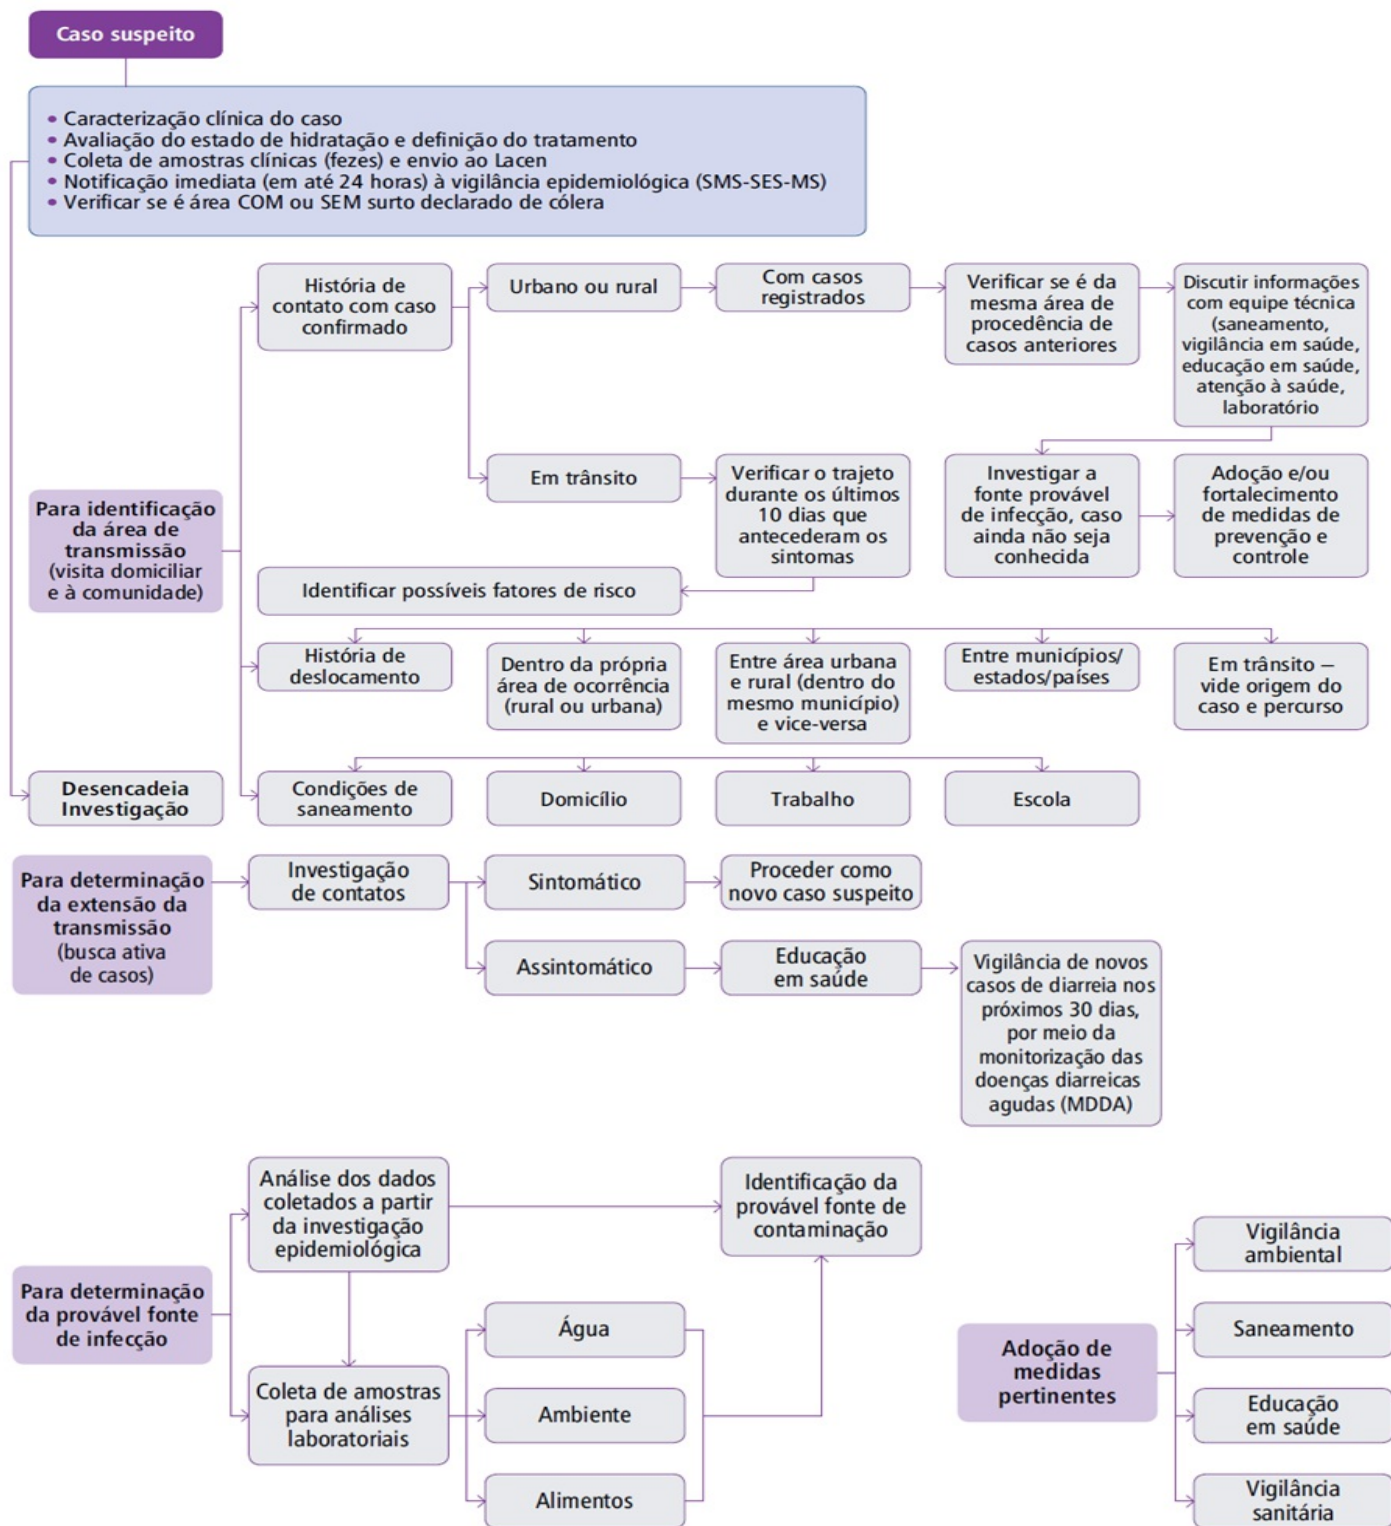 Caso suspeito
• Caracterização clínica do caso
• Avaliação do estado de hidratação e definição do tratamento
• Coleta de amostras clínicas (fezes) e envio ao Lacen
• Notificação imediata (em até 24 horas) à vigilância epidemiológica (SMS-SES-MS)
• Verificar se é área COM ou SEM surto declarado de cólera
História de
contato com caso
confirmado
Urbano ou rural
Com casos
registrados
Verificar se é da
mesma área de
procedência de
casos anteriores
Discutir informações
com equipe técnica
(saneamento,
vigilância em saúde,
educação em saúde,
atenção à saúde,
laboratório
Em trânsito
Verificar o trajeto
durante os últimos
10 dias que
antecederam os
sintomas
Investigar a
fonte provável
de infecção, caso
ainda não seja
conhecida
Adoção e/ou
fortalecimento
de medidas de
prevenção e
controle
Para identificação
da área de
transmissão
(visita domiciliar
e à comunidade)
Identificar possíveis fatores de risco
História de
deslocamento
Dentro da própria
área de ocorrência
(rural ou urbana)
Entre área urbana
e rural (dentro do
mesmo município)
e vice-versa
Entre municípios/
estados/países
Em trânsito –
vide origem do
caso e percurso
Desencadeia
Investigação
Condições de
saneamento
Domicílio
Trabalho
Escola
Para determinação
da extensão da
transmissão
(busca ativa
de casos)
Investigação
de contatos
Sintomático
Proceder como
novo caso suspeito
Assintomático
Educação
em saúde
Vigilância de novos
casos de diarreia nos
próximos 30 dias,
por meio da
monitorização das
doenças diarreicas
agudas (MDDA)
Para determinação
da provável fonte
de infecção
Análise dos dados
coletados a partir
da investigação
epidemiológica
Identificação da
provável fonte de
contaminação
Coleta de amostras
para análises
laboratoriais
Água
Ambiente
Alimentos
Adoção de
medidas
pertinentes
Vigilância
ambiental
Saneamento
Educação
em saúde
Vigilância
sanitária